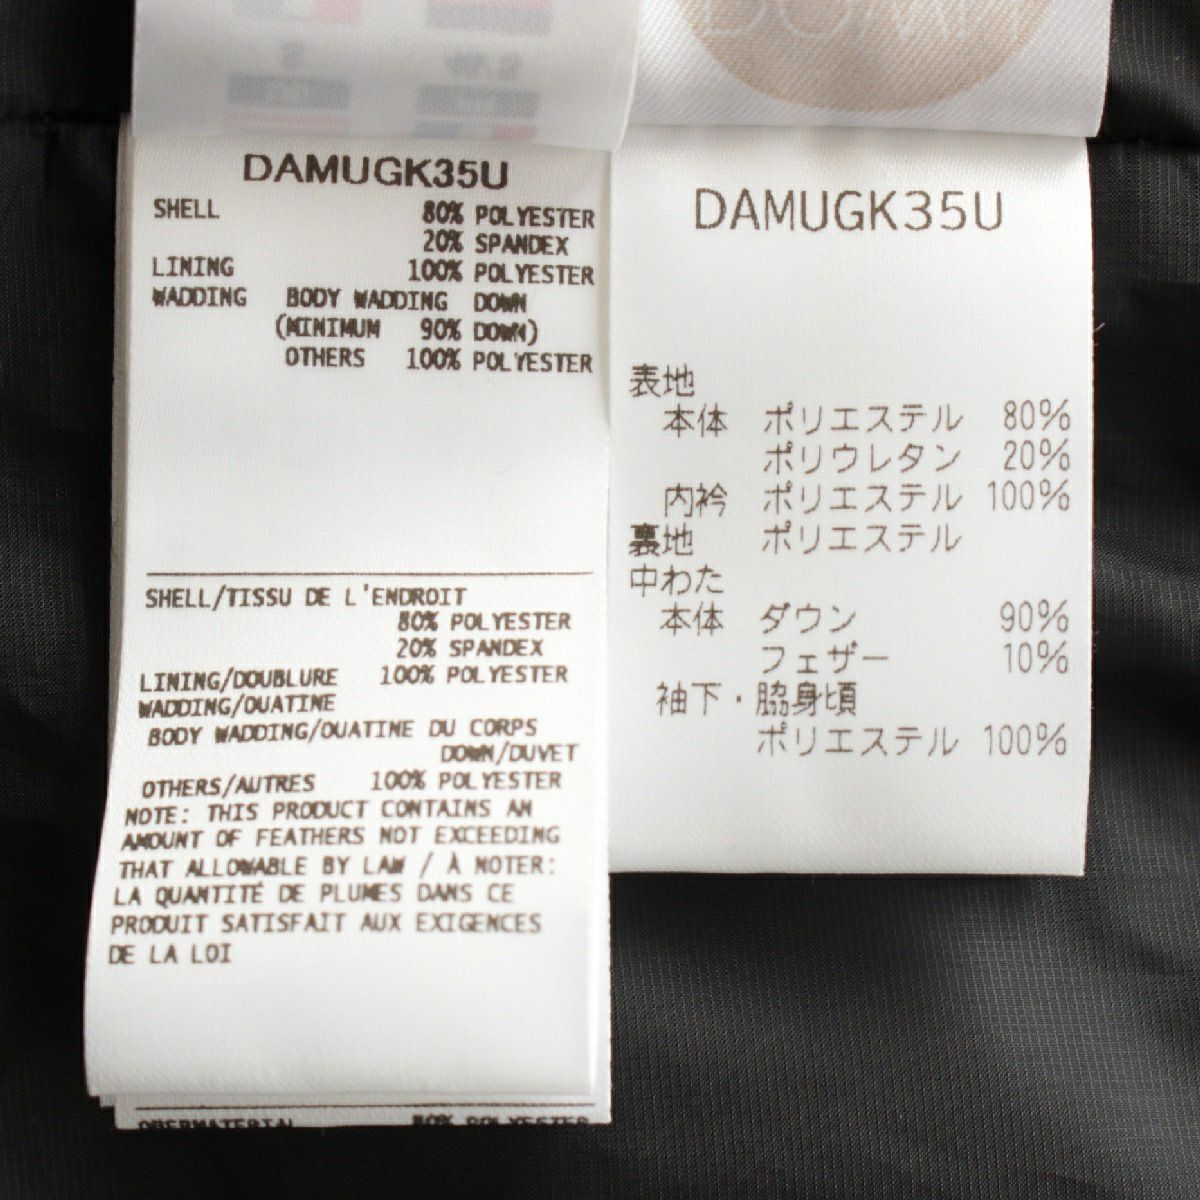 DOWN
S/96
S
DAMUGK35U
SHELL 80% POLYESTER
20% SPANDEX
LINING 100% POLYESTER
WADDING BODY WADDING DOWN
(MINIMUM 90% DOWN)
OTHERS 100% POLYESTER
SHELL/TISSU DE L'ENDROIT
80% POLYESTER
20% SPANDEX
LINING/DOUBLURE 100% POLYESTER
WADDING/OUATINE
BODY WADDING/OUATINE DU CORPS
DOWN/DUVET
OTHERS/AUTRES 100% POLYESTER
NOTE: THIS PRODUCT CONTAINS AN
AMOUNT OF FEATHERS NOT EXCEEDING
THAT ALLOWABLE BY LAW / À NOTER:
LA QUANTITÉ DE PLUMES DANS CE
PRODUIT SATISFAIT AUX EXIGENCES
DE LA LOI
OBERMATERIAL 80% POLYESTER
DAMUGK35U
表地
本体 ポリエステル 80%
ポリウレタン 20%
内衿 ポリエステル 100%
裏地 ポリエステル
中わた
本体 ダウン 90%
フェザー 10%
袖下・脇身頃
ポリエステル 100%